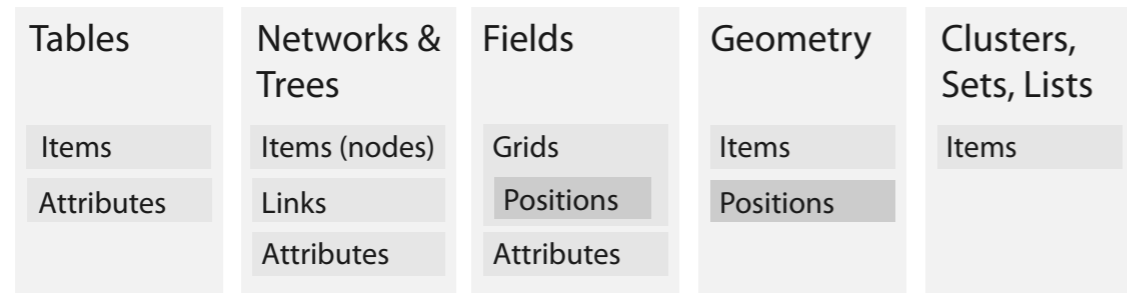 Tables
Items
Attributes
Networks &
Trees
Items (nodes)
Links
Attributes
Fields
Grids
Positions
Attributes
Geometry
Items
Positions
Clusters,
Sets, Lists
Items